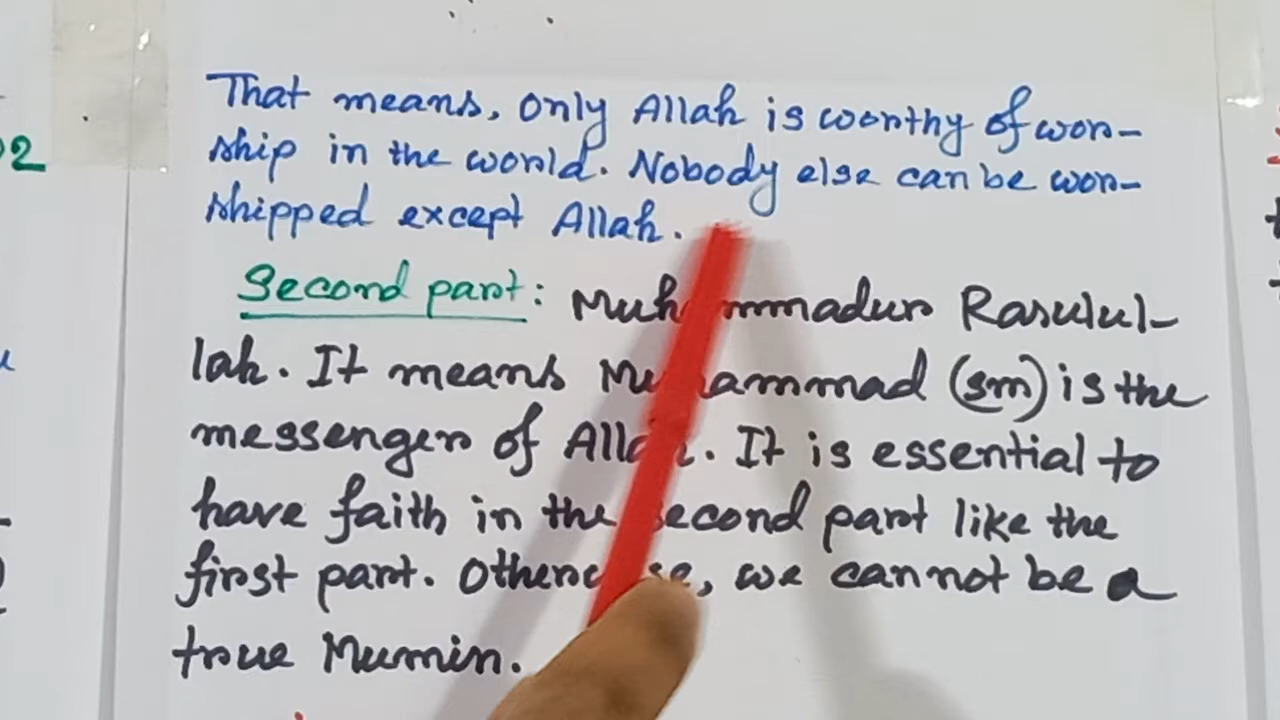 That means, only Allah is worthy of wor-
ship in the world. Nobody else can be wor-
shipped except Allah.
Second part: Muhammadur Rasulul-
lah. It means Muhammad (sm) is the
messenger of Allah. It is essential to
have faith in the second part like the
first part. Otherwise, we cannot be a
true Mumin.